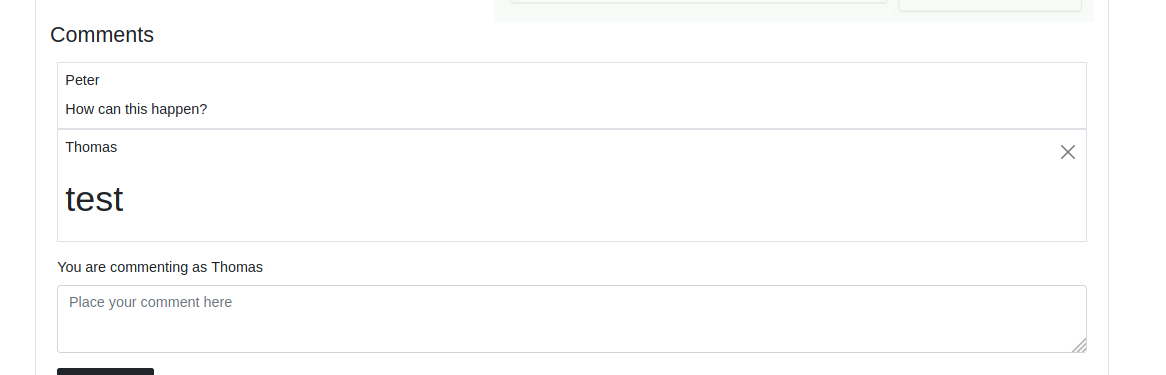 Comments
Peter
How can this happen?
Thomas
test
You are commenting as Thomas
Place your comment here